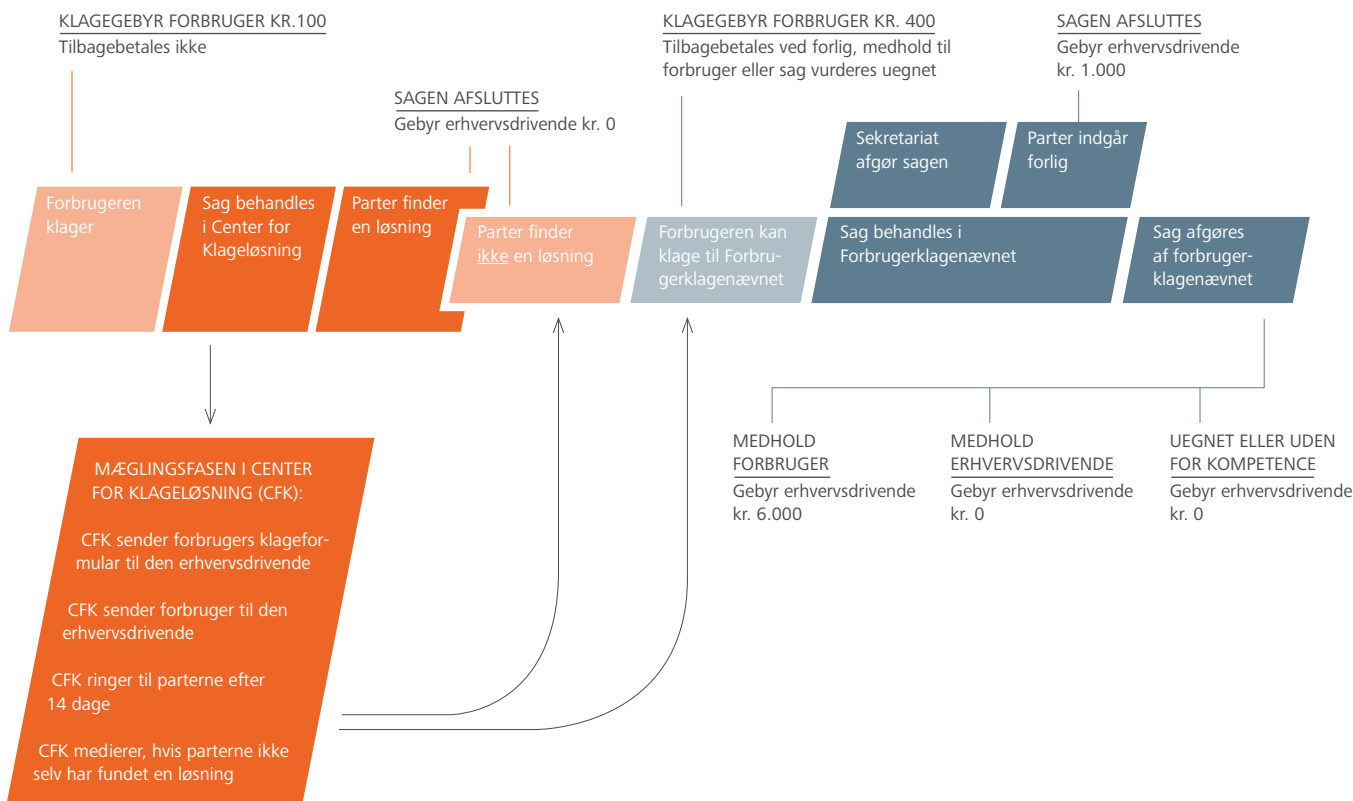 KLAGEGEBYR FORBRUGER KR.100
Tilbagebetales ikke
KLAGEGEBYR FORBRUGER KR. 400
Tilbagebetales ved forlig, medhold til
forbruger eller sag vurderes uegnet
SAGEN AFSLUTTES
Gebyr erhvervsdrivende
kr. 1.000
SAGEN AFSLUTTES
Gebyr erhvervsdrivende kr. 0
Sekretariat
afgør sagen
Parter indgår
forlig
Forbrugeren
klager
Sag behandles
i Center for
Klageløsning
Parter finder
en løsning
Parter finder
ikke en løsning
Forbrugeren kan
klage til Forbru-
gerklagenævnet
Sag behandles i
Forbrugerklagenævnet
Sag afgøres
af forbruger-
klagenævnet
MÆGLINGSFASEN I CENTER
FOR KLAGELØSNING (CFK):
CFK sender forbrugers klagefor-
mular til den erhvervsdrivende
CFK sender forbruger til den
erhvervsdrivende
CFK ringer til parterne efter
14 dage
CFK medierer, hvis parterne ikke
selv har fundet en løsning
MEDHOLD
FORBRUGER
Gebyr erhvervsdrivende
kr. 6.000
MEDHOLD
ERHVERVSDRIVENDE
Gebyr erhvervsdrivende
kr. 0
UEGNET ELLER UDEN
FOR KOMPETENCE
Gebyr erhvervsdrivende
kr. 0